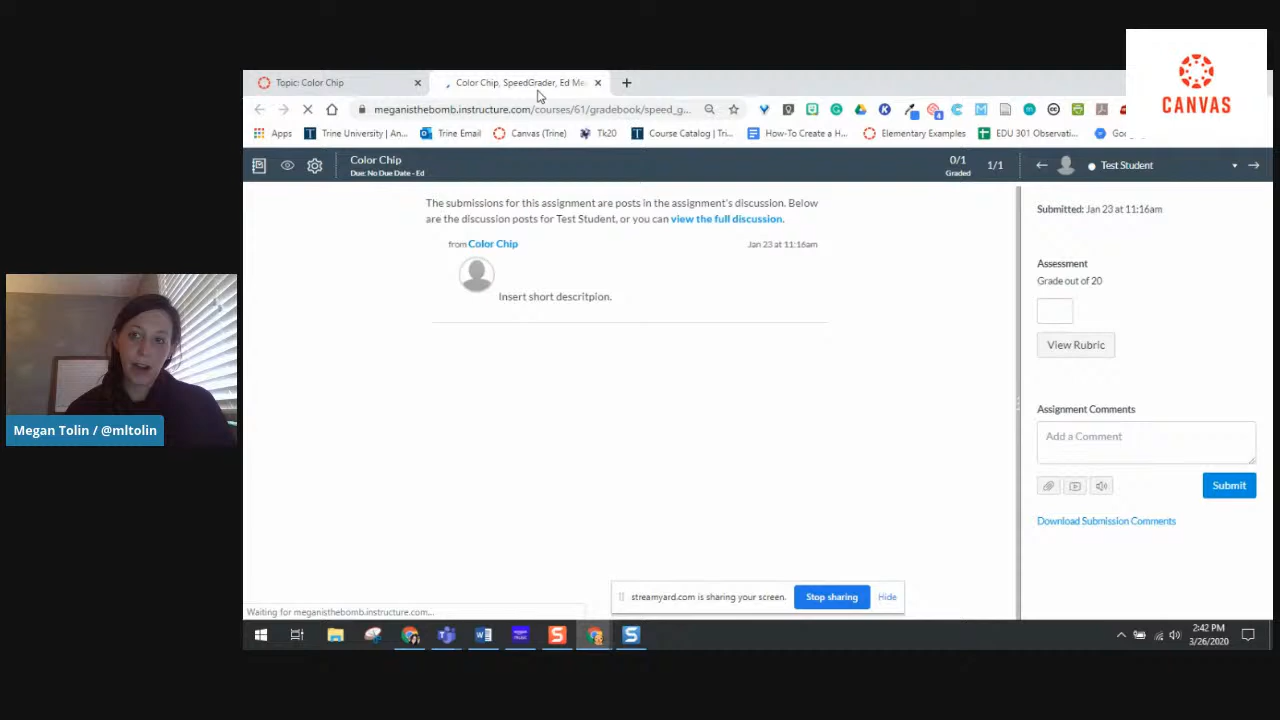 CANVAS
Topic: Color Chip
Color Chip, SpeedGrader, Ed Me
meganisthebomb.instructure.com/courses/61/gradebook/speed_g...
Apps
Trine University | An...
Trine Email
Canvas (Trine)
Tk20
Course Catalog | Tri...
How-To Create a H...
Elementary Examples
EDU 301 Observati...
Color Chip
Due: No Due Date - Ed
0/1
Graded
1/1
Test Student
The submissions for this assignment are posts in the assignment's discussion. Below
are the discussion posts for Test Student, or you can view the full discussion.
from Color Chip
Jan 23 at 11:16am
Insert short descritpion.
Submitted: Jan 23 at 11:16am
Assessment
Grade out of 20
View Rubric
Assignment Comments
Add a Comment
Submit
Download Submission Comments
Megan Tolin / @mltolin
streamyard.com is sharing your screen.
Stop sharing
Hide
Waiting for meganisthebomb.instructure.com...
2:42 PM
3/26/2020